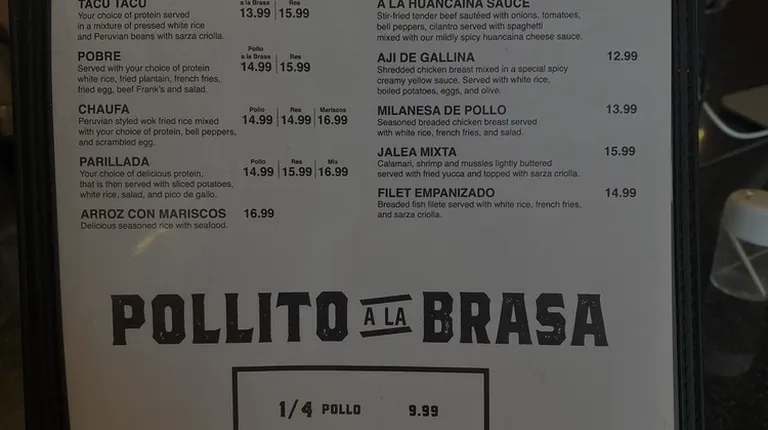 TACU TACU
a la Brasa | Res
13.99 | 15.99
Your choice of protein served
in a mixture of pressed white rice
and Peruvian beans with sarza criolla.
POBRE
Pollo
a la Brasa | Res
14.99 | 15.99
Served with your choice of protein
white rice, fried plantain, french fries,
fried egg, beef Frank's and salad.
CHAUFA
Pollo | Res | Mariscos
14.99 | 14.99 | 16.99
Peruvian styled wok fried rice mixed
with your choice of protein, bell peppers,
and scrambled egg.
PARILLADA
Pollo | Res | Mix
14.99 | 15.99 | 16.99
Your choice of delicious protein,
that is then served with sliced potatoes,
white rice, salad, and pico de gallo.
ARROZ CON MARISCOS 16.99
Delicious seasoned rice with seafood.
A LA HUANCAINA SAUCE
Stir-fried tender beef sautéed with onions, tomatoes,
bell peppers, cilantro served with spaghetti
mixed with our mildly spicy huancaina cheese sauce.
AJI DE GALLINA 12.99
Shredded chicken breast mixed in a special spicy
creamy yellow sauce. Served with white rice,
boiled potatoes, eggs, and olive.
MILANESA DE POLLO 13.99
Seasoned breaded chicken breast served
with white rice, french fries, and salad.
JALEA MIXTA 15.99
Calamari, shrimp and mussles lightly buttered
served with fried yucca and topped with sarza criolla.
FILET EMPANIZADO 14.99
Breaded fish filete served with white rice, french fries,
and sarza criolla.
POLLITO A LA BRASA
1/4 POLLO 9.99